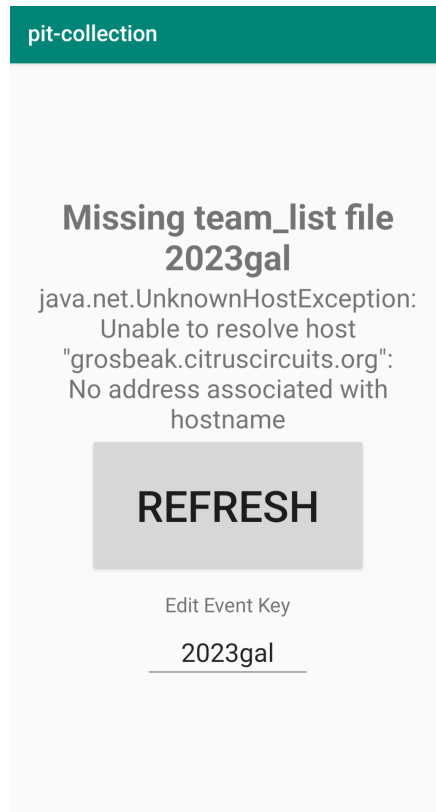 pit-collection
Missing team_list file
2023gal
java.net.UnknownHostException:
Unable to resolve host
"grosbeak.citruscircuits.org":
No address associated with
hostname
REFRESH
Edit Event Key
2023gal